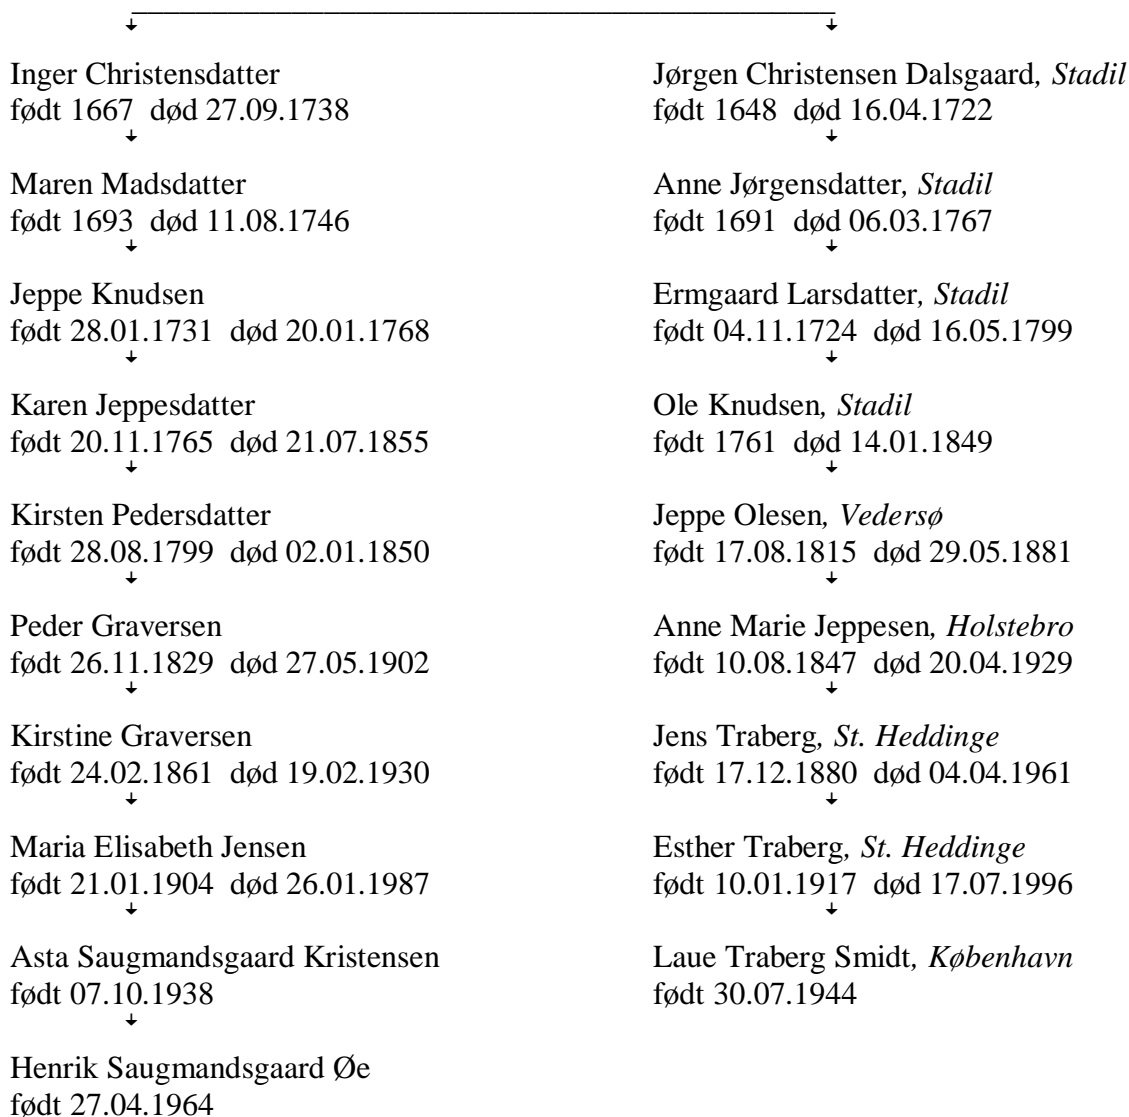 Inger Christensdatter
født 1667 død 27.09.1738
Maren Madsdatter
født 1693 død 11.08.1746
Jeppe Knudsen
født 28.01.1731 død 20.01.1768
Karen Jeppesdatter
født 20.11.1765 død 21.07.1855
Kirsten Pedersdatter
født 28.08.1799 død 02.01.1850
Peder Graversen
født 26.11.1829 død 27.05.1902
Kirstine Graversen
født 24.02.1861 død 19.02.1930
Maria Elisabeth Jensen
født 21.01.1904 død 26.01.1987
Asta Saugmandsgaard Kristensen
født 07.10.1938
Henrik Saugmandsgaard Øe
født 27.04.1964
Jørgen Christensen Dalsgaard, Stadil
født 1648 død 16.04.1722
Anne Jørgensdatter, Stadil
født 1691 død 06.03.1767
Ermgaard Larsdatter, Stadil
født 04.11.1724 død 16.05.1799
Ole Knudsen, Stadil
født 1761 død 14.01.1849
Jeppe Olesen, Vedersø
født 17.08.1815 død 29.05.1881
Anne Marie Jeppesen, Holstebro
født 10.08.1847 død 20.04.1929
Jens Traberg, St. Heddinge
født 17.12.1880 død 04.04.1961
Esther Traberg, St. Heddinge
født 10.01.1917 død 17.07.1996
Laue Traberg Smidt, København
født 30.07.1944